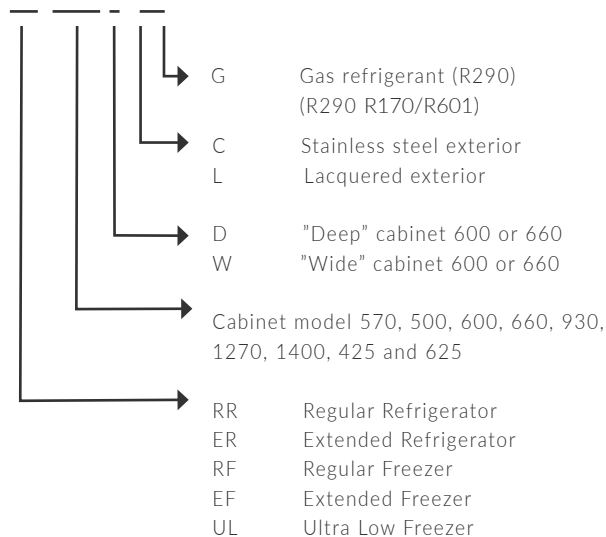 G Gas refrigerant (R290)
(R290 R170/R601)
C Stainless steel exterior
L Lacquered exterior
D ”Deep” cabinet 600 or 660
W ”Wide” cabinet 600 or 660
Cabinet model 570, 500, 600, 660, 930,
1270, 1400, 425 and 625
RR Regular Refrigerator
ER Extended Refrigerator
RF Regular Freezer
EF Extended Freezer
UL Ultra Low Freezer